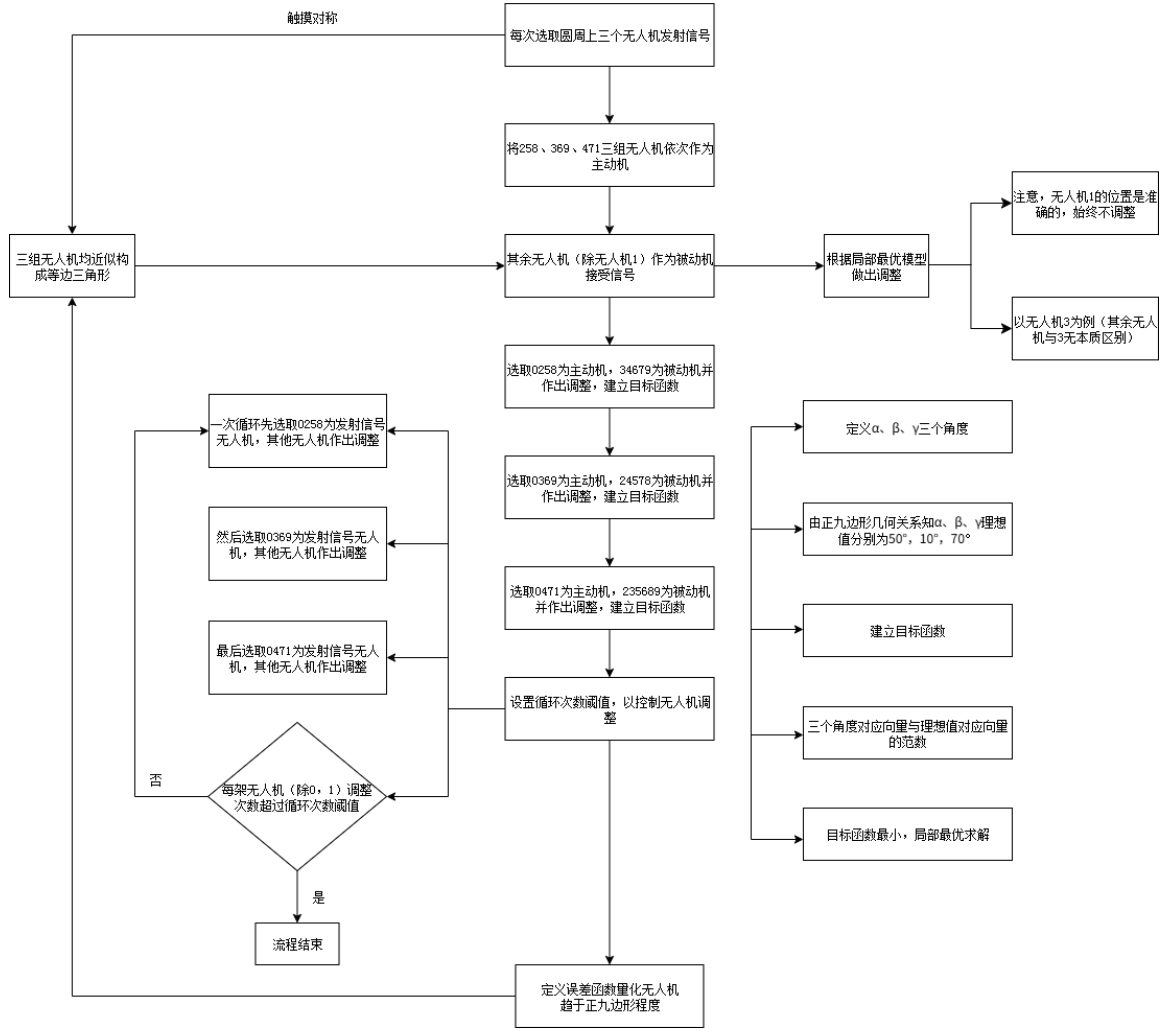 触摸对称
每次选取圆周上三个无人机发射信号
将258、369、471三组无人机依次作为
主动机
注意，无人机1的位置是准
确的，始终不调整
三组无人机均近似构
成等边三角形
其余无人机（除无人机1）作为被动机
接受信号
根据局部最优模型
做出调整
以无人机3为例（其余无人
机与3无本质区别）
选取0258为主动机，34679为被动机并
作出调整，建立目标函数
一次循环先选取0258为发射信号
无人机，其他无人机作出调整
定义α、β、γ三个角度
选取0369为主动机，24578为被动机并
作出调整，建立目标函数
然后选取0369为发射信号无人
机，其他无人机作出调整
由正九边形几何关系知α、β、γ理想
值分别为50°，10°，70°
选取0471为主动机，235689为被动机
并作出调整，建立目标函数
最后选取0471为发射信号无人
机，其他无人机作出调整
建立目标函数
设置循环次数阈值，以控制无人机调
整
三个角度对应向量与理想值对应向量
的范数
否
每架无人机（除0，1）调整
次数超过循环次数阈值
目标函数最小，局部最优求解
是
流程结束
定义误差函数量化无人机
趋于正九边形程度